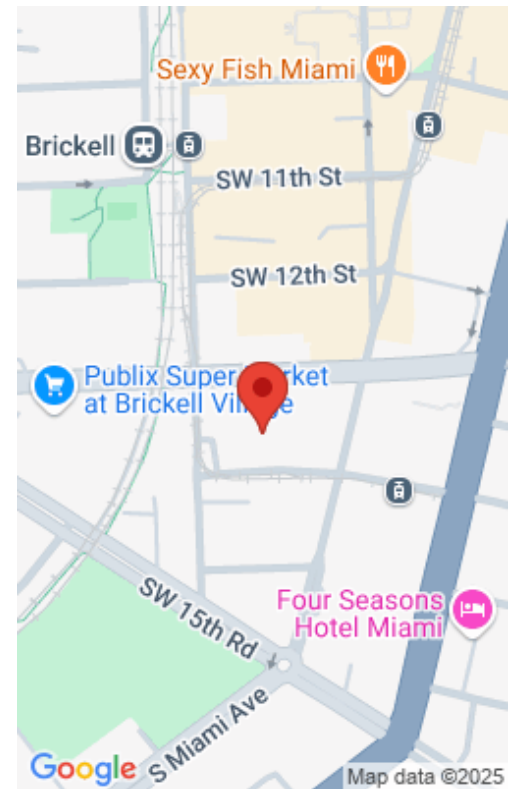 Sexy Fish Miami
Brickell
SW 11th St
SW 12th St
Publix Super Market
at Brickell Village
Four Seasons
Hotel Miami
SW 15th Rd
S Miami Ave
Google
Map data ©2025